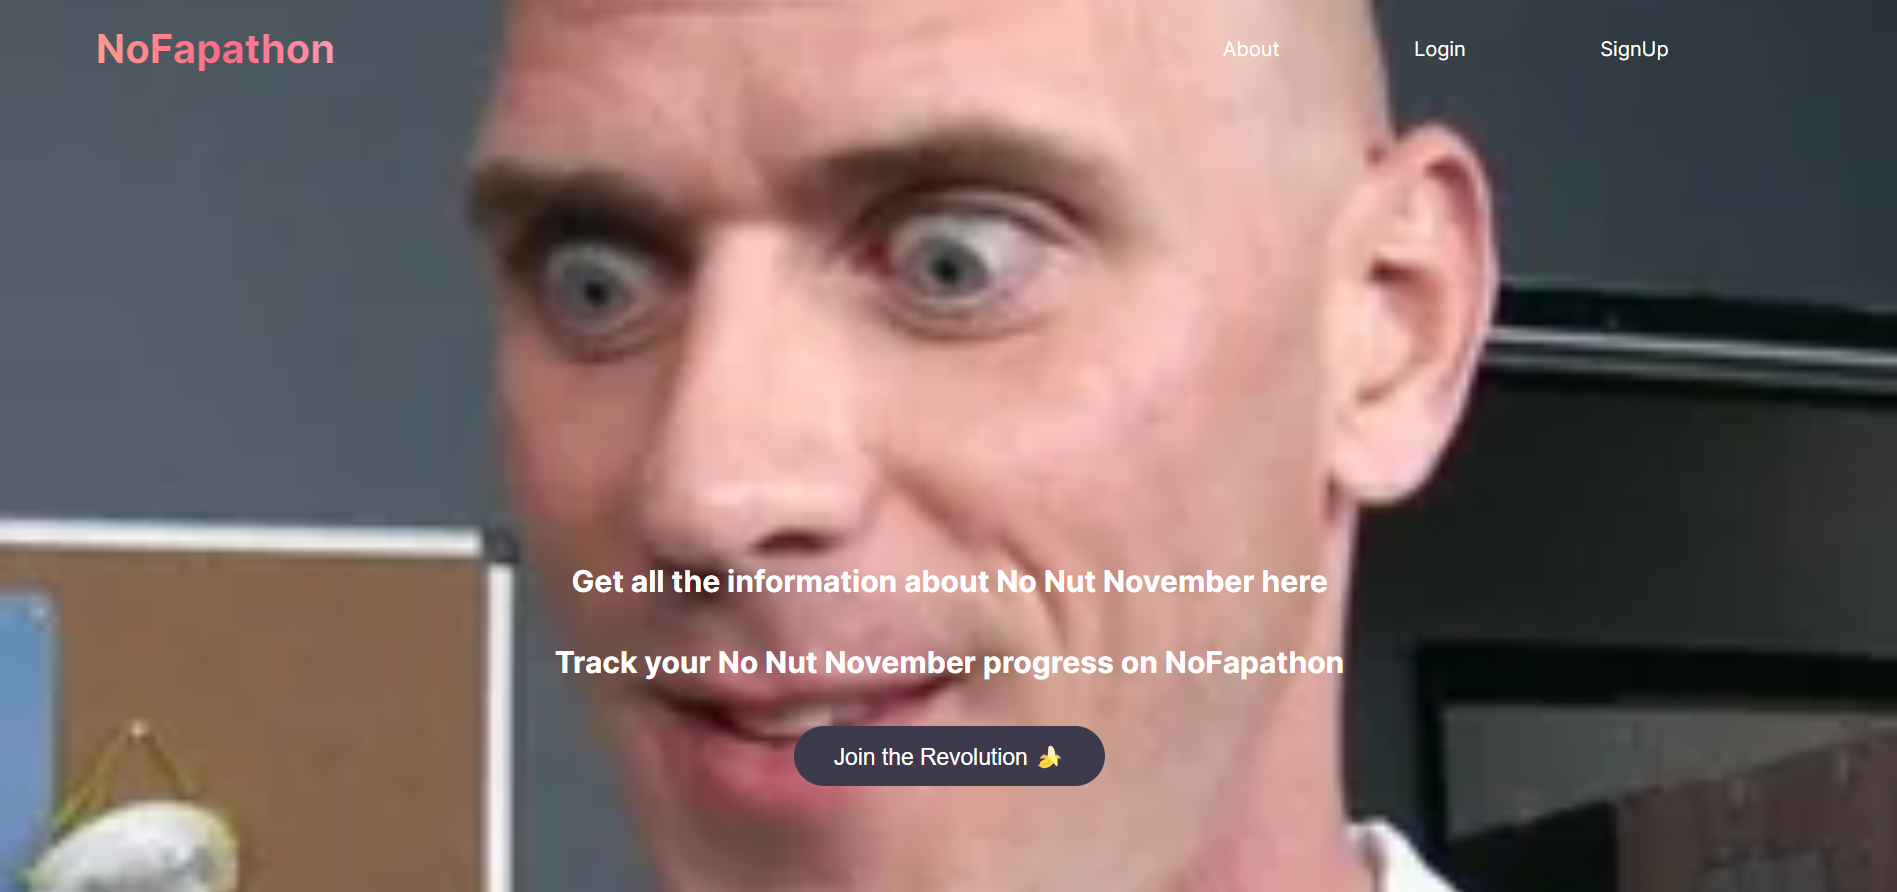 NoFapathon
About
Login
SignUp
Get all the information about No Nut November here
Track your No Nut November progress on NoFapathon
Join the Revolution 🍌